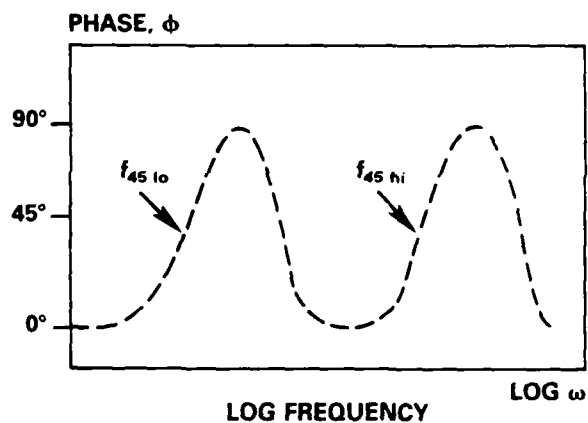 PHASE, ϕ
90°
f45 lo
f45 hi
45°
0°
LOG ω
LOG FREQUENCY